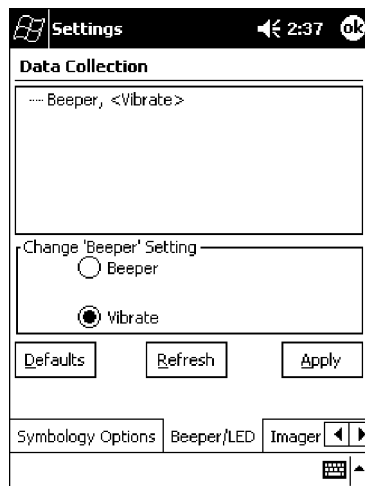 Settings 2:37 ok
Data Collection
Beeper, <Vibrate>
Change 'Beeper' Setting
Beeper
Vibrate
Defaults Refresh Apply
Symbology Options Beeper/LED Imager